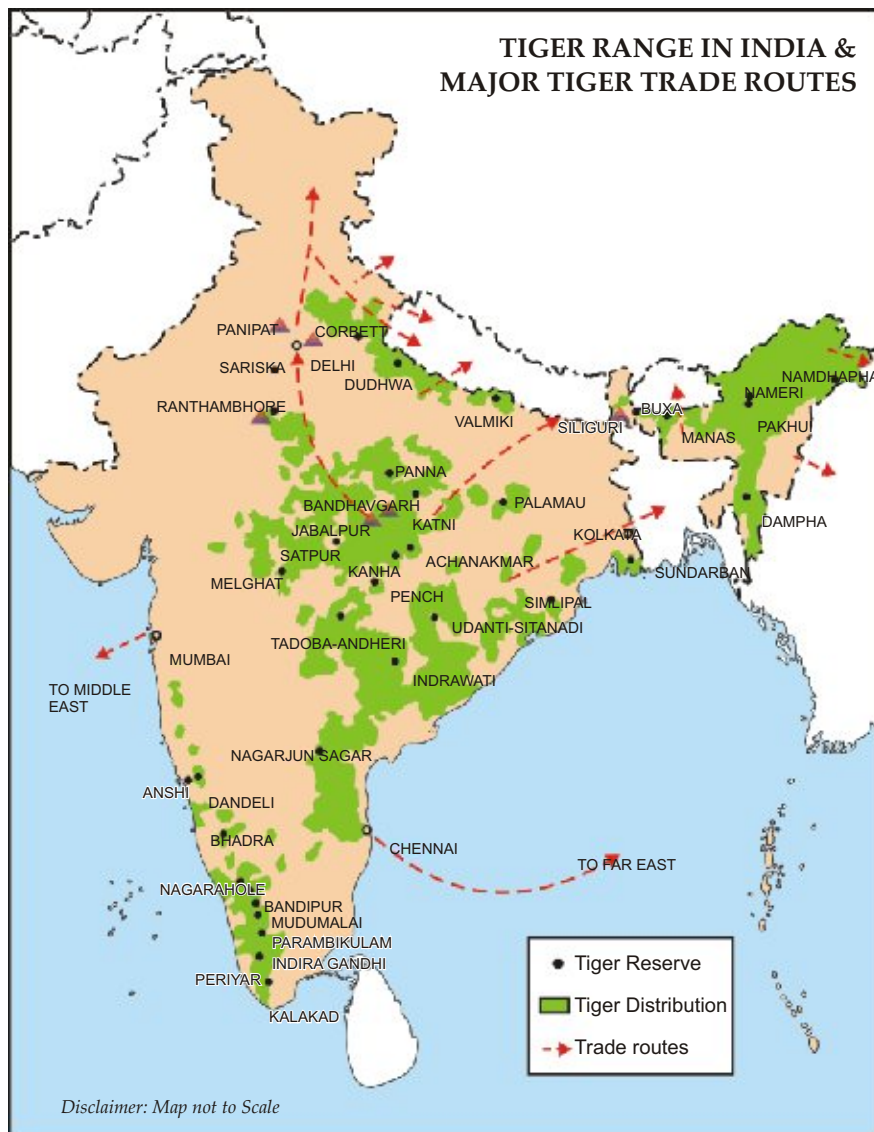 TIGER RANGE IN INDIA &
MAJOR TIGER TRADE ROUTES
PANIPAT
CORBETT
SARISKA
DELHI
DUDHWA
RANTHAMBHORE
VALMIKI
SILIGURI
BUXA
MANAS
NAMERI
NAMDHAPHA
PAKHUI
PANNA
BANDHAVGARH
JABALPUR
KATNI
PALAMAU
SATPUR
KANHA
ACHANAKMAR
KOLKATA
DAMPHA
MELGHAT
PENCH
SIMLIPAL
SUNDARBAN
TADOBA-ANDHERI
UDANTI-SITANADI
MUMBAI
INDRAWATI
TO MIDDLE
EAST
NAGARJUN SAGAR
ANSHI
DANDELI
BHADRA
CHENNAI
TO FAR EAST
NAGARAHOLE
BANDIPUR
MUDUMALAI
PARAMBIKULAM
INDIRA GANDHI
PERIYAR
KALAKAD
Tiger Reserve
Tiger Distribution
Trade routes
Disclaimer: Map not to Scale